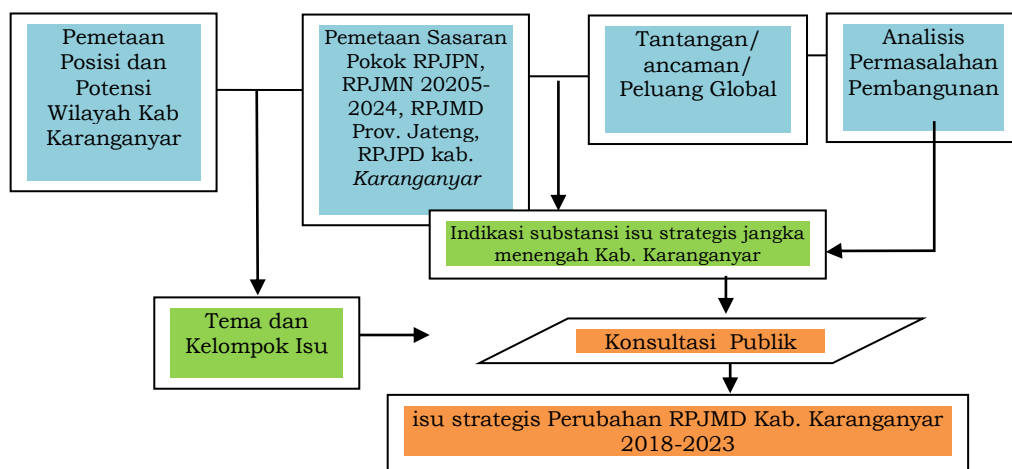 Pemetaan
Posisi dan
Potensi
Wilayah Kab
Karanganyar
Pemetaan Sasaran
Pokok RPJPN,
RPJMN 20205-
2024, RPJMD
Prov. Jateng,
RPJPD kab.
Karanganyar
Tantangan/
ancaman/
Peluang Global
Analisis
Permasalahan
Pembangunan
Indikasi substansi isu strategis jangka
menengah Kab. Karanganyar
Tema dan
Kelompok Isu
Konsultasi Publik
isu strategis Perubahan RPJMD Kab. Karanganyar
2018-2023